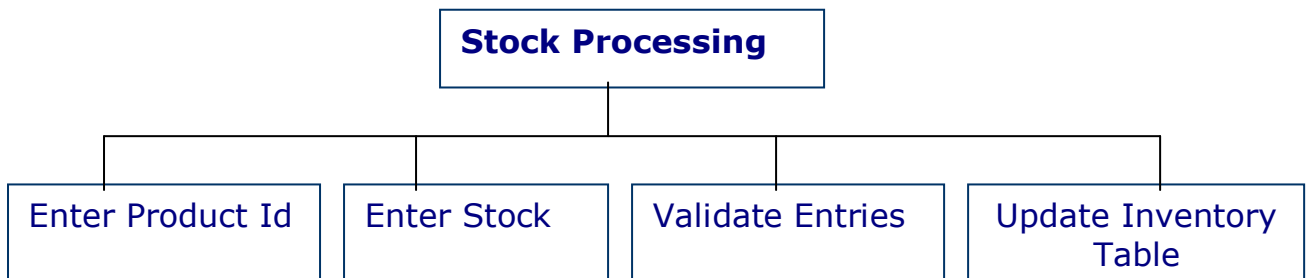 Stock Processing
Enter Product Id
Enter Stock
Validate Entries
Update Inventory
Table